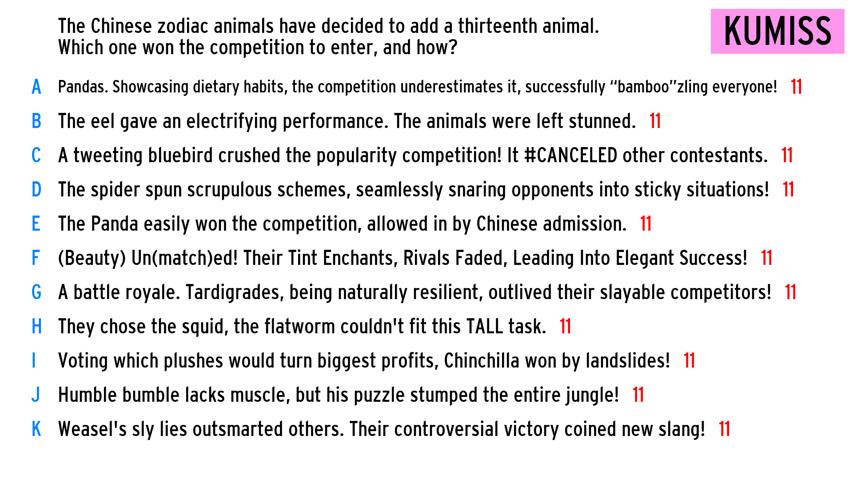 The Chinese zodiac animals have decided to add a thirteenth animal.
Which one won the competition to enter, and how?
KUMISS
A Pandas. Showcasing dietary habits, the competition underestimates it, successfully “bamboo”zling everyone! 11
B The eel gave an electrifying performance. The animals were left stunned. 11
C A tweeting bluebird crushed the popularity competition! It #CANCELED other contestants. 11
D The spider spun scrupulous schemes, seamlessly snaring opponents into sticky situations! 11
E The Panda easily won the competition, allowed in by Chinese admission. 11
F (Beauty) Un(match)ed! Their Tint Enchants, Rivals Faded, Leading Into Elegant Success! 11
G A battle royale. Tardigrades, being naturally resilient, outlived their slayable competitors! 11
H They chose the squid, the flatworm couldn't fit this TALL task. 11
I Voting which plushes would turn biggest profits, Chinchilla won by landslides! 11
J Humble bumble lacks muscle, but his puzzle stumped the entire jungle! 11
K Weasel's sly lies outsmarted others. Their controversial victory coined new slang! 11